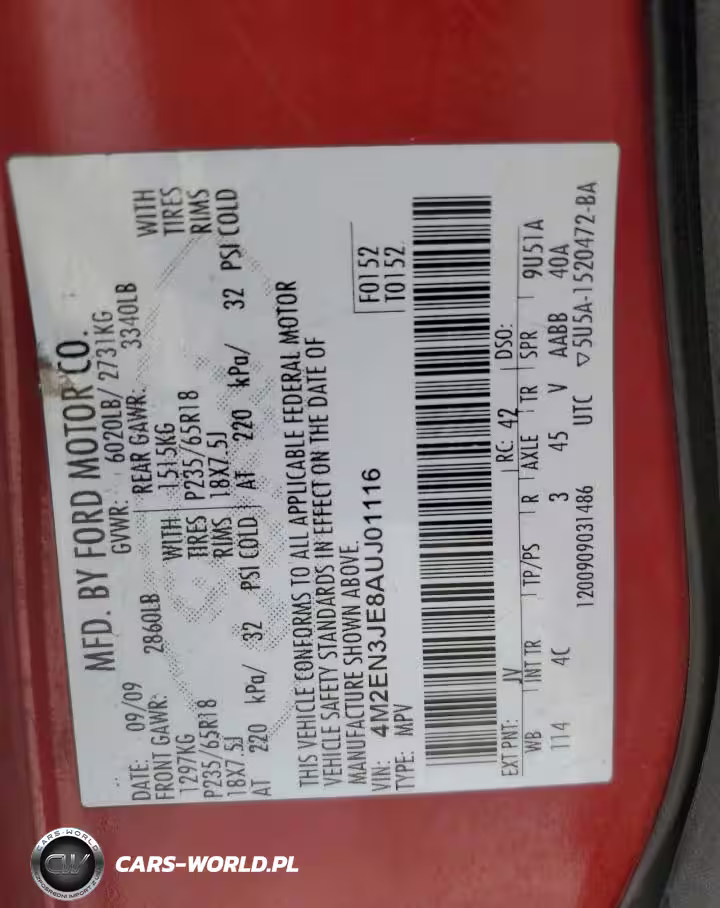 MFD. BY FORD MOTOR CO.
DATE: 09/09 GVWR: 6020LB/ 2731KG
FRONT GAWR: 2860LB REAR GAWR: 3340LB
1297KG WITH 1515KG WITH
P235/65R18 TIRES P235/65R18 TIRES
18X7.5J RIMS 18X7.5J RIMS
AT 220 kPa/ 32 PSI COLD AT 220 kPa/ 32 PSI COLD
THIS VEHICLE CONFORMS TO ALL APPLICABLE FEDERAL MOTOR
VEHICLE SAFETY STANDARDS IN EFFECT ON THE DATE OF
MANUFACTURE SHOWN ABOVE.
VIN: 4M2EN3JE8AUJ01116 F0152
TYPE: MPV T0152
EXT PNT: JV RC: 42 DSO:
WB INT TR TP/PS R AXLE TR SPR 9U51A
114 4C 3 45 V AABB 40A
1200909031486 UTC ▽5U5A-1520472-BA
CARS-WORLD
CW
CARS-WORLD.PL